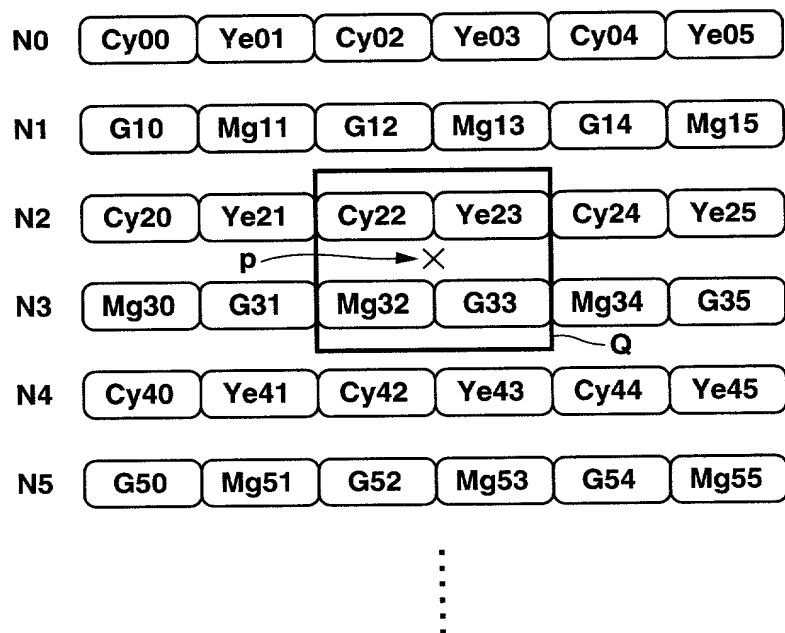 N0 Cy00 Ye01 Cy02 Ye03 Cy04 Ye05
N1 G10 Mg11 G12 Mg13 G14 Mg15
N2 Cy20 Ye21 Cy22 Ye23 Cy24 Ye25
p
N3 Mg30 G31 Mg32 G33 Mg34 G35
Q
N4 Cy40 Ye41 Cy42 Ye43 Cy44 Ye45
N5 G50 Mg51 G52 Mg53 G54 Mg55